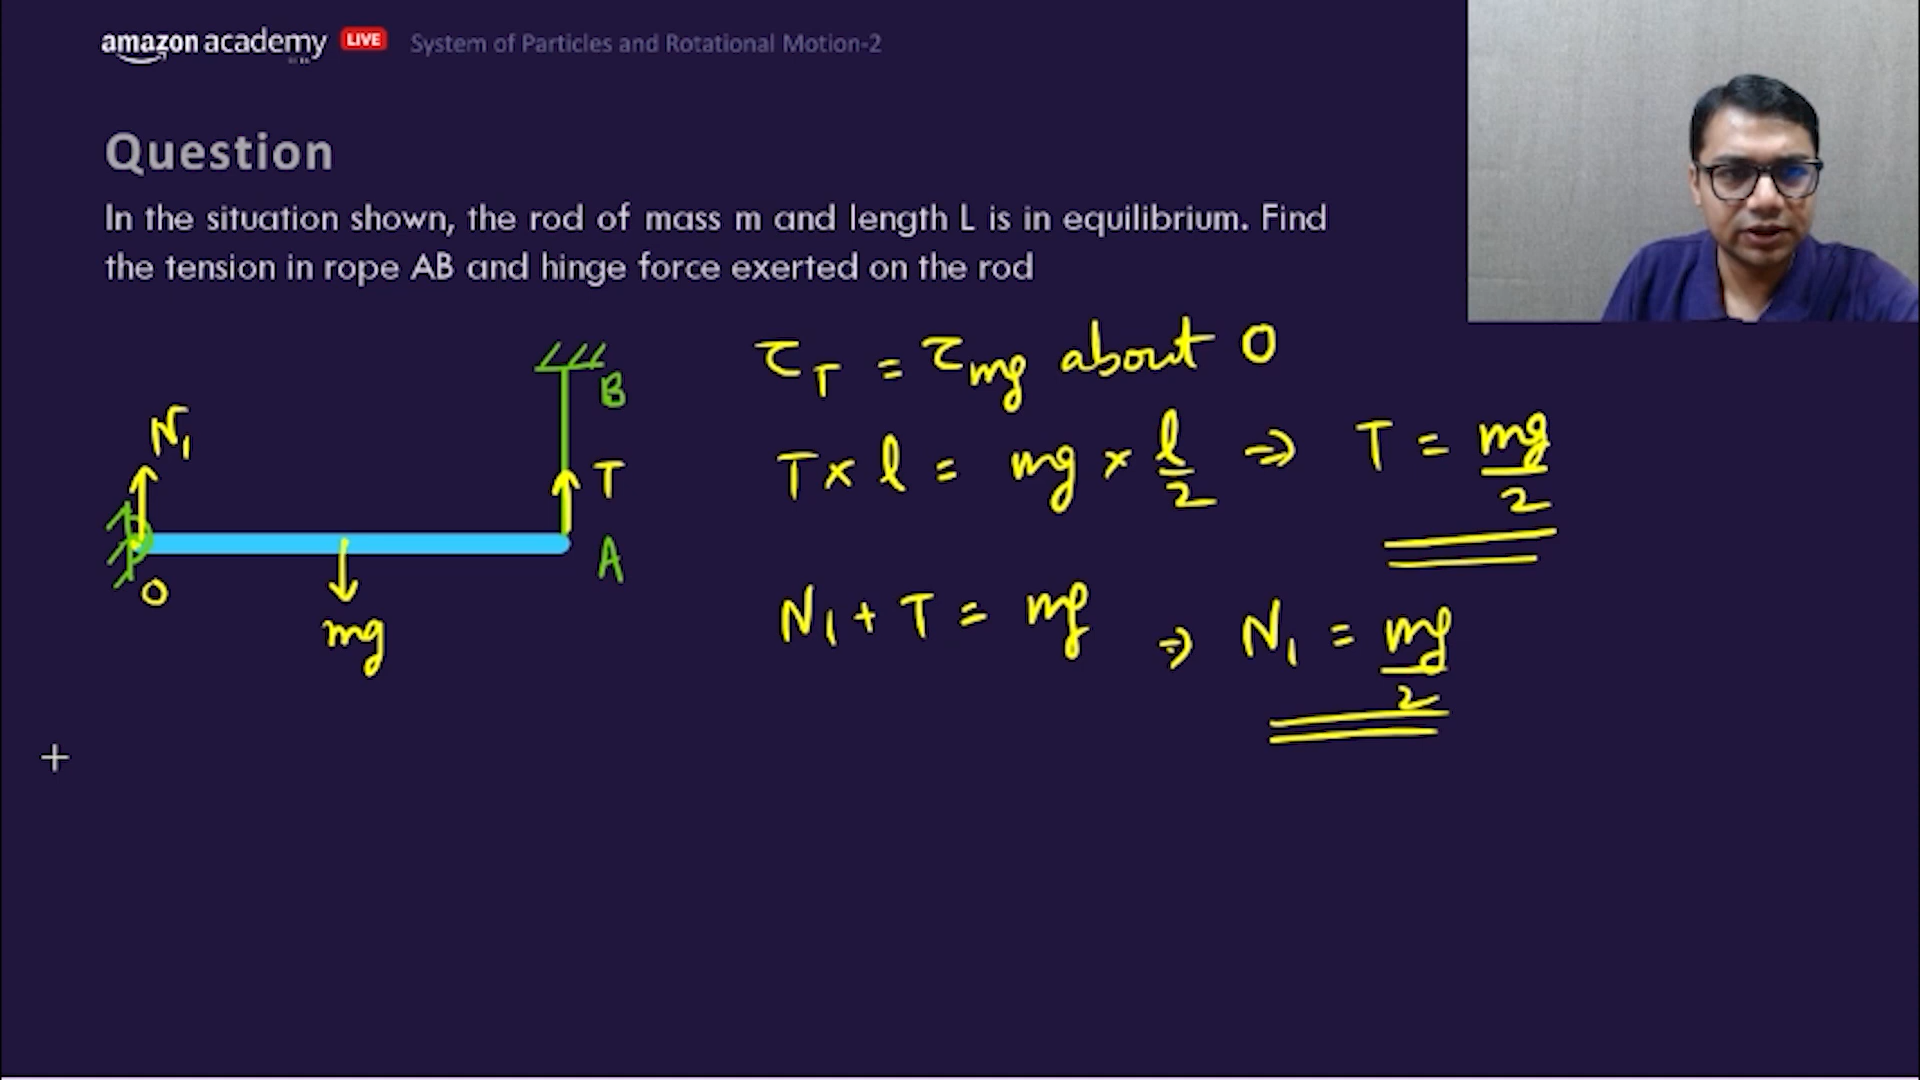 amazon academy LIVE System of Particles and Rotational Motion-2
Question
In the situation shown, the rod of mass m and length L is in equilibrium. Find
the tension in rope AB and hinge force exerted on the rod
τ_T = τ_mg about O
B
N₁
T × l = mg × l/2 ⇒ T = mg/2
T
A
O
mg
N₁ + T = mg ⇒ N₁ = mg/2